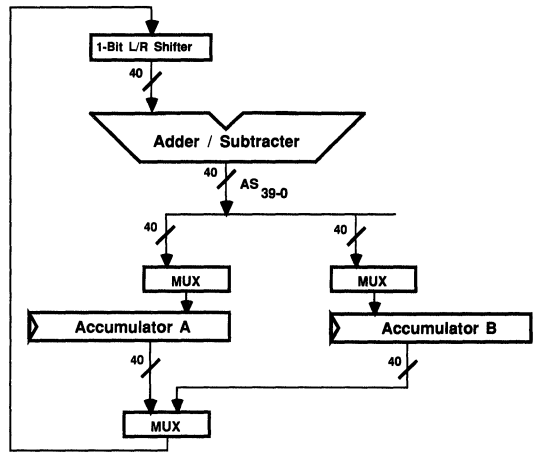 1-Bit L/R Shifter
40
Adder / Subtracter
40
AS 39-0
40
40
MUX
MUX
Accumulator A
Accumulator B
40
40
MUX